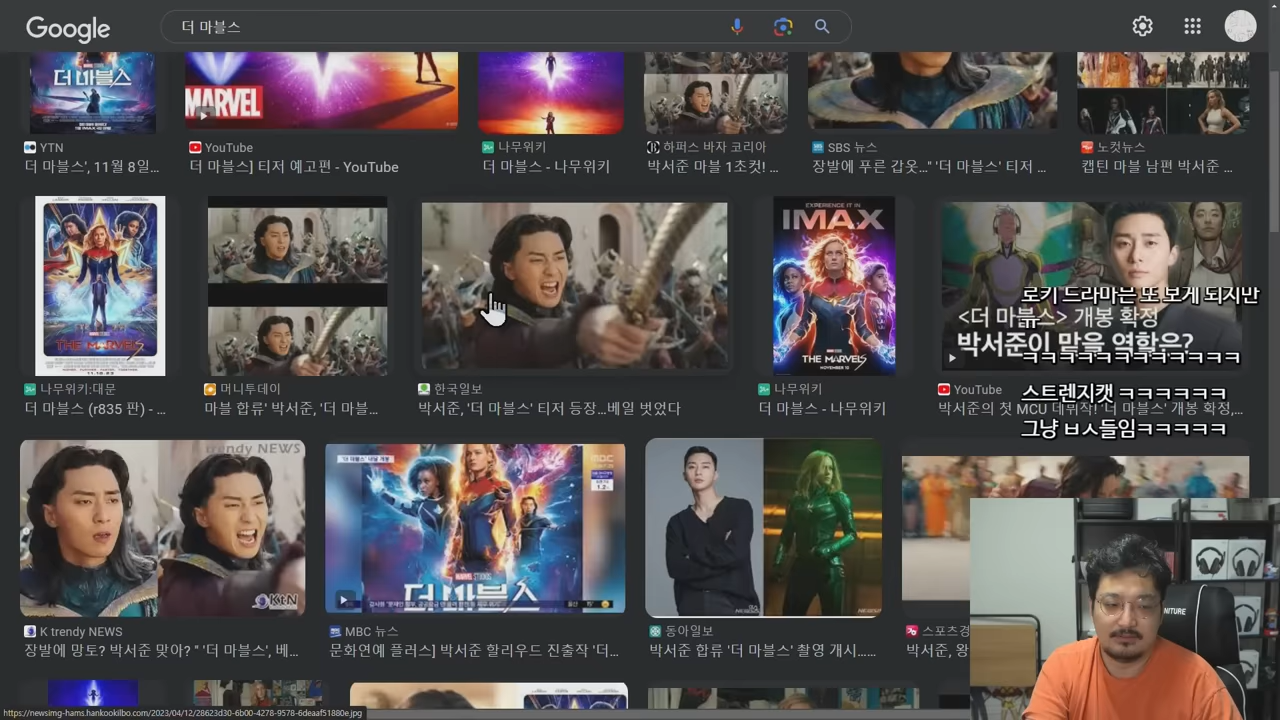 Google
더 마블스
더 마블스
MARVEL
YTN
더 마블스', 11월 8일...
YouTube
더 마블스] 티저 예고편 - YouTube
나무위키
더 마블스 - 나무위키
하퍼스 바자 코리아
박서준 마블 1초컷! ...
SBS 뉴스
장발에 푸른 갑옷…" '더 마블스' 티저 ...
노컷뉴스
캡틴 마블 남편 박서준 ...
THE MARVELS
나무위키:대문
더 마블스 (r835 판) - ...
머니투데이
마블 합류' 박서준, '더 마블...
한국일보
박서준, '더 마블스' 티저 등장...베일 벗었다
EXPERIENCE IT IN
IMAX
THE MARVELS
NOVEMBER 10
나무위키
더 마블스 - 나무위키
<더 마블스> 개봉 확정
박서준이 맡을 역할은?
YouTube
박서준의 첫 MCU 데뷔작! '더 마블스' 개봉 확정,...
로키 드라마는 또 보게 되지만
ㅋㅋㅋㅋㅋㅋㅋㅋㅋㅋㅋㅋ
스트렌지캣 ㅋㅋㅋㅋㅋㅋ
그냥 ㅂㅅ들임ㅋㅋㅋㅋㅋ
trendy NEWS
KtN
K trendy NEWS
장발에 망토? 박서준 맞아? " '더 마블스', 베...
MBC
더 마블스
MBC 뉴스
문화연예 플러스] 박서준 할리우드 진출작 '더...
동아일보
박서준 합류 '더 마블스' 촬영 개시......
스포츠경
박서준, 왕
NITURE
https://newsimg-hams.hankookilbo.com/2023/04/12/28623d30-6b00-4278-9578-6deaaf51880e.jpg